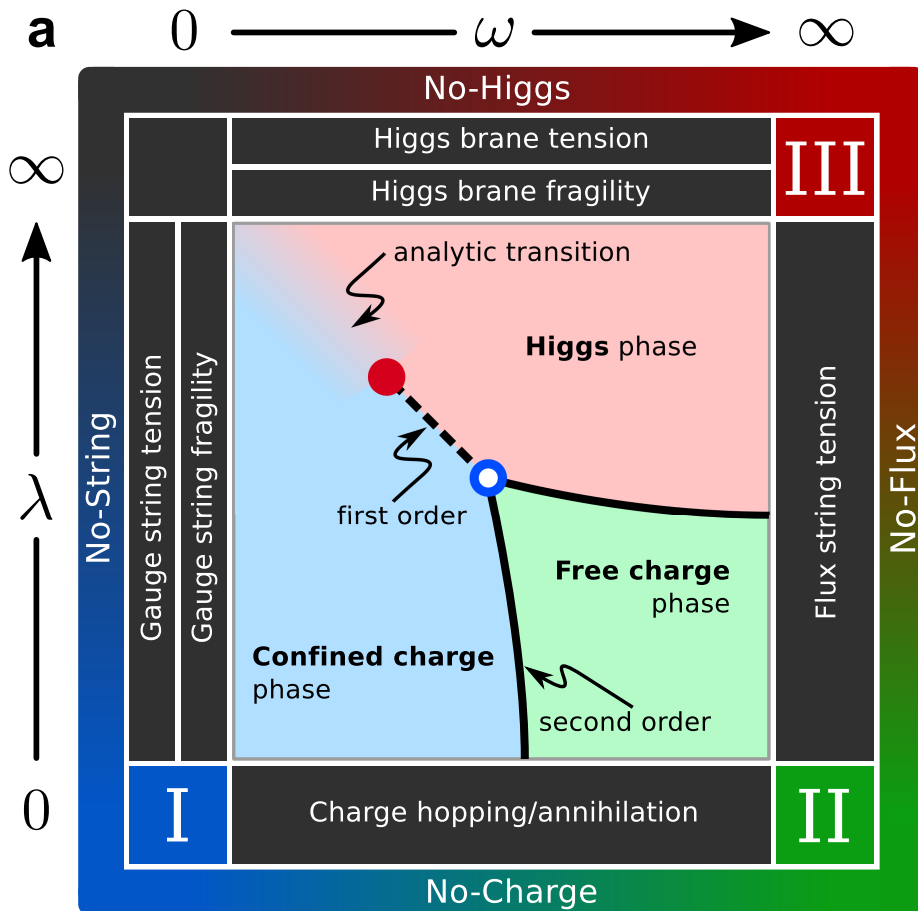 a
0
ω
∞
No-Higgs
∞
Higgs brane tension
III
Higgs brane fragility
analytic transition
Higgs phase
No-String
Gauge string tension
Gauge string fragility
Flux string tension
No-Flux
λ
first order
Free charge
phase
Confined charge
phase
second order
0
I
Charge hopping/annihilation
II
No-Charge